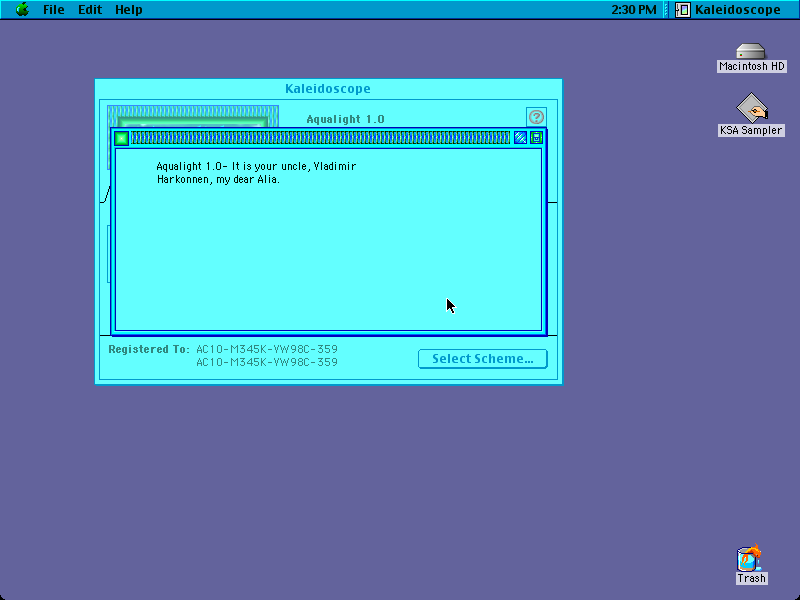 File Edit Help
2:30 PM Kaleidoscope
Macintosh HD
KSA Sampler
Kaleidoscope
Aqualight 1.0
?
Aqualight 1.0- It is your uncle, Vladimir
Harkonnen, my dear Alia.
Registered To: AC10-M345K-VW98C-359
AC10-M345K-VW98C-359
Select Scheme...
Trash